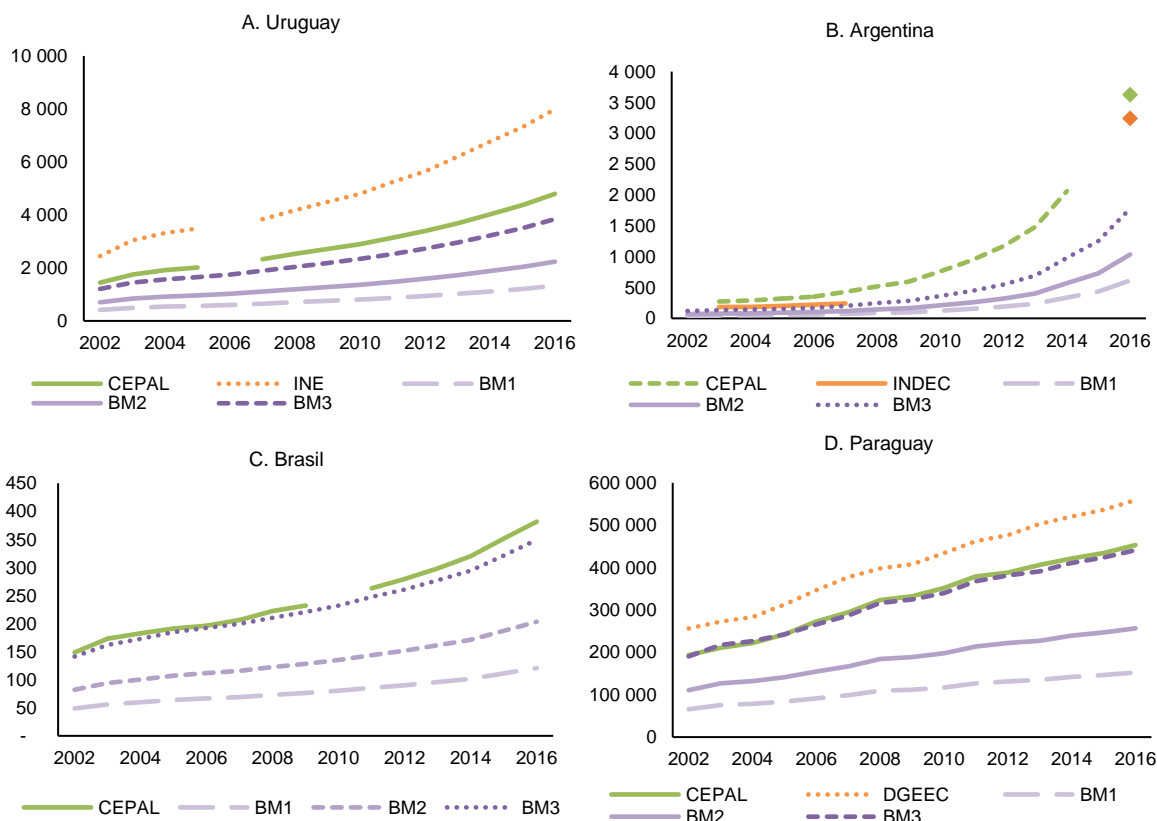 A. Uruguay
10 000
8 000
6 000
4 000
2 000
0
2002 2004 2006 2008 2010 2012 2014 2016
CEPAL INE BM1
BM2 BM3
B. Argentina
4 000
3 500
3 000
2 500
2 000
1 500
1 000
500
0
2002 2004 2006 2008 2010 2012 2014 2016
CEPAL INDEC BM1
BM2 BM3
C. Brasil
450
400
350
300
250
200
150
100
50
-
2002 2004 2006 2008 2010 2012 2014 2016
CEPAL BM1 BM2 BM3
D. Paraguay
600 000
500 000
400 000
300 000
200 000
100 000
0
2002 2004 2006 2008 2010 2012 2014 2016
CEPAL DGEEC BM1
BM2 BM3